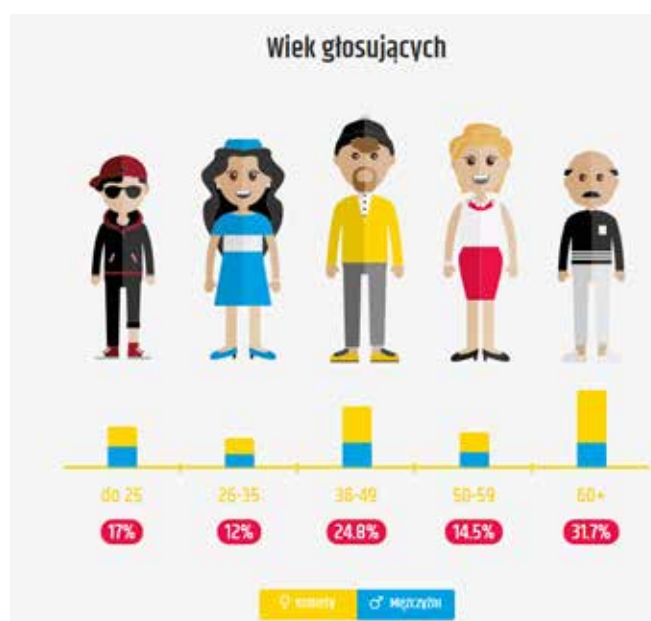 Wiek głosujących
do 25 26-35 36-49 50-59 60+
17% 12% 24.8% 14.5% 31.7%
Kobiety Mężczyźni